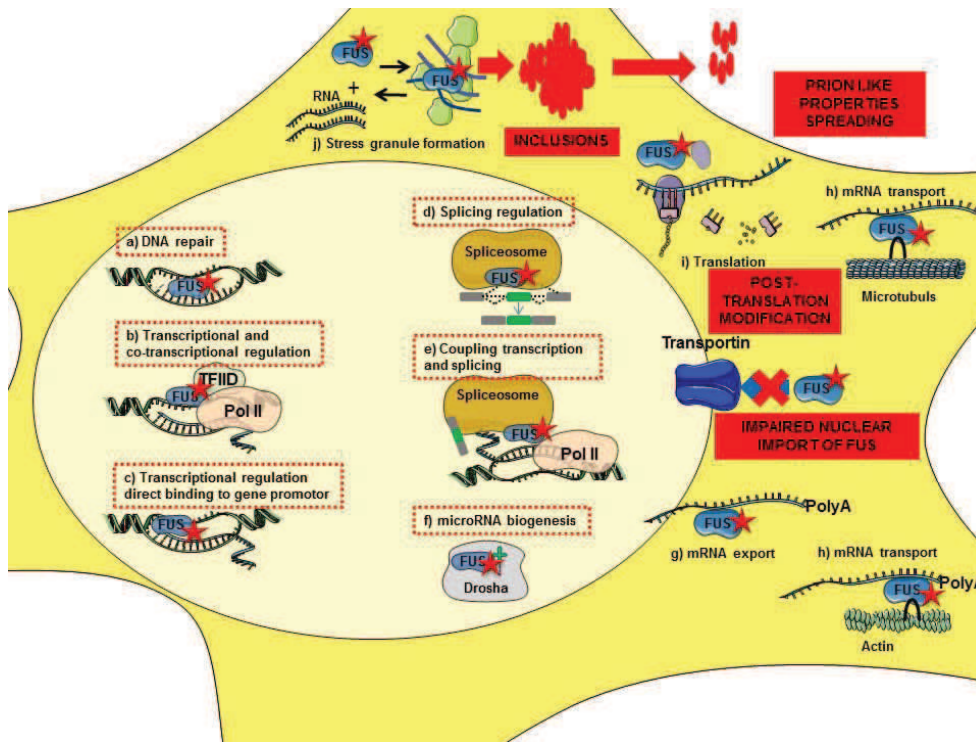 FUS
RNA +
FUS
j) Stress granule formation
INCLUSIONS
PRION LIKE
PROPERTIES
SPREADING
FUS
i) Translation
h) mRNA transport
FUS
Microtubuls
POST-
TRANSLATION
MODIFICATION
a) DNA repair
FUS
b) Transcriptional and
co-transcriptional regulation
TFIID
FUS
Pol II
c) Transcriptional regulation
direct binding to gene promotor
FUS
d) Splicing regulation
Spliceosome
FUS
e) Coupling transcription
and splicing
Spliceosome
FUS
Pol II
f) microRNA biogenesis
FUS
Drosha
Transportin
FUS
IMPAIRED NUCLEAR
IMPORT OF FUS
PolyA
FUS
g) mRNA export
h) mRNA transport
PolyA
FUS
Actin